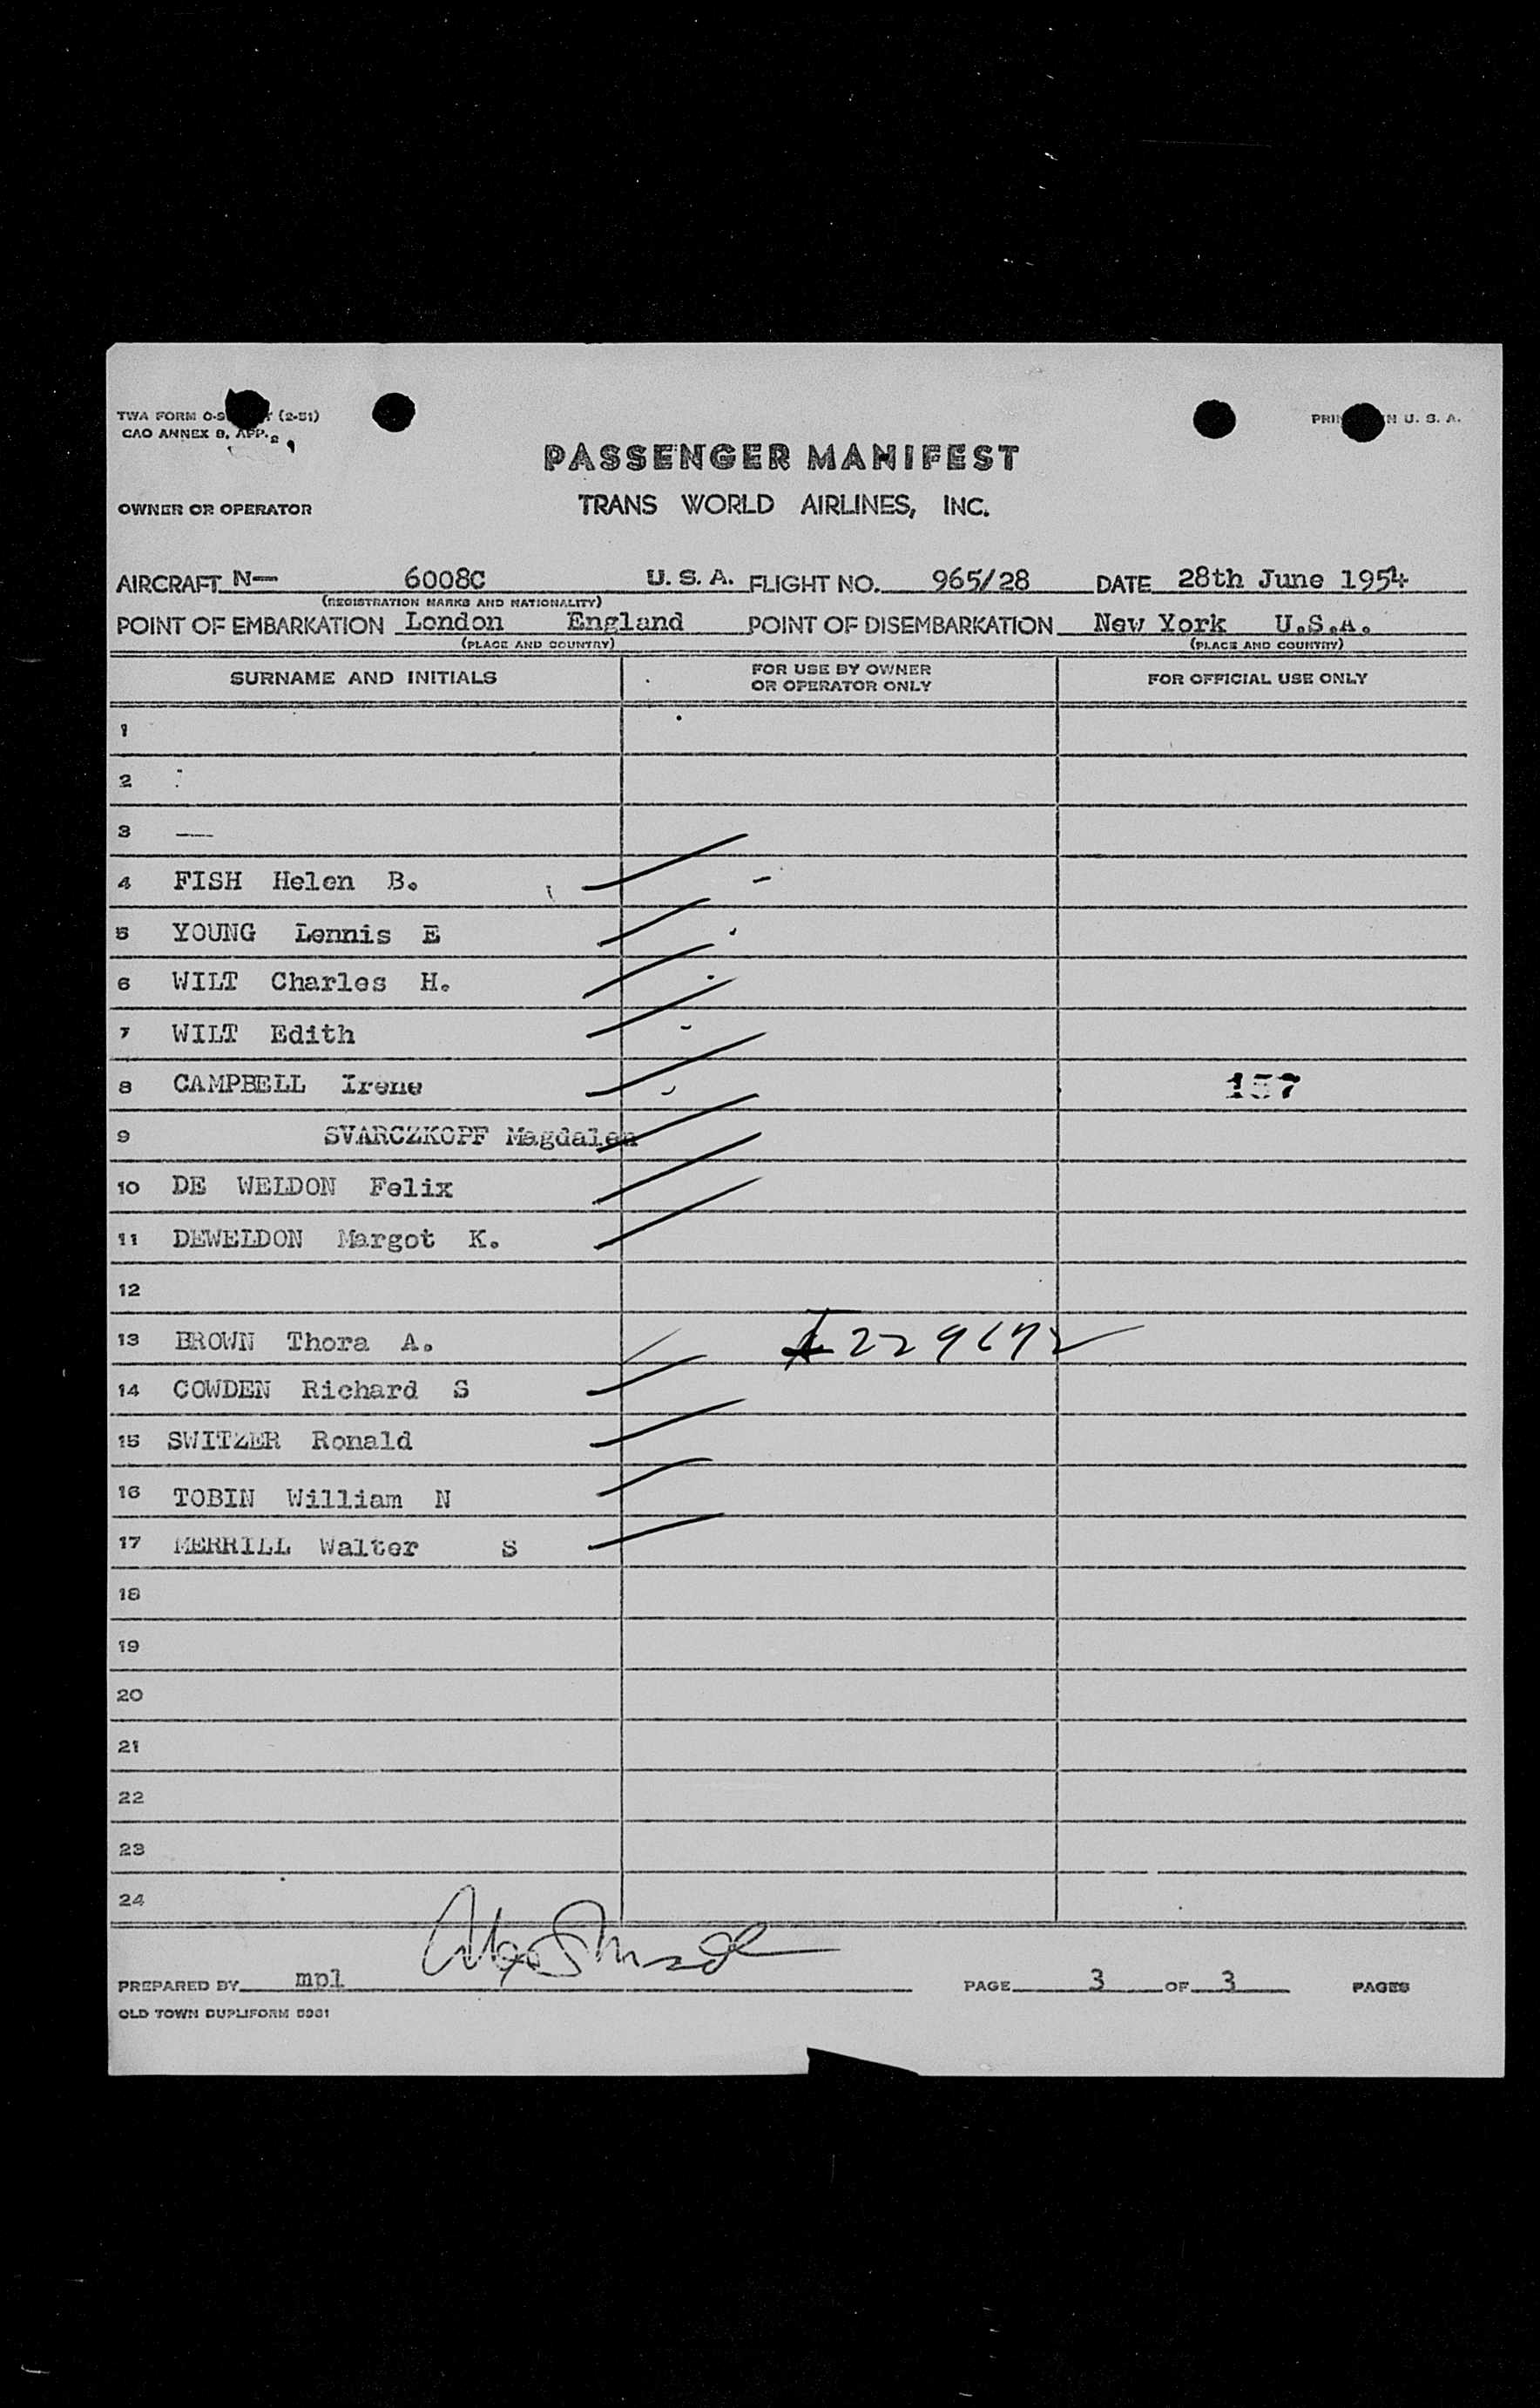 TWA FORM (2-51)
CAO ANNEX 9, APP. 2
PRINTED IN U. S. A.
PASSENGER MANIFEST
OWNER OR OPERATOR TRANS WORLD AIRLINES, INC.
AIRCRAFT N— 6008C U. S. A. FLIGHT NO. 965/28 DATE 28th June 1954
(REGISTRATION MARKS AND NATIONALITY)
POINT OF EMBARKATION London England POINT OF DISEMBARKATION New York U.S.A.
(PLACE AND COUNTRY) (PLACE AND COUNTRY)
SURNAME AND INITIALS FOR USE BY OWNER OR OPERATOR ONLY FOR OFFICIAL USE ONLY
1
2
3 —
4 FISH Helen B.
5 YOUNG Lennis E
6 WILT Charles H.
7 WILT Edith
8 CAMPBELL Irene 157
9 SVARCZKOPF Magdalen
10 DE WELDON Felix
11 DEWELDON Margot K.
12
13 BROWN Thora A.
14 COWDEN Richard S
15 SWITZER Ronald
16 TOBIN William N
17 MERRILL Walter S
18
19
20
21
22
23
24
PREPARED BY mpl PAGE 3 OF 3 PAGES
OLD TOWN DUPLIFORM